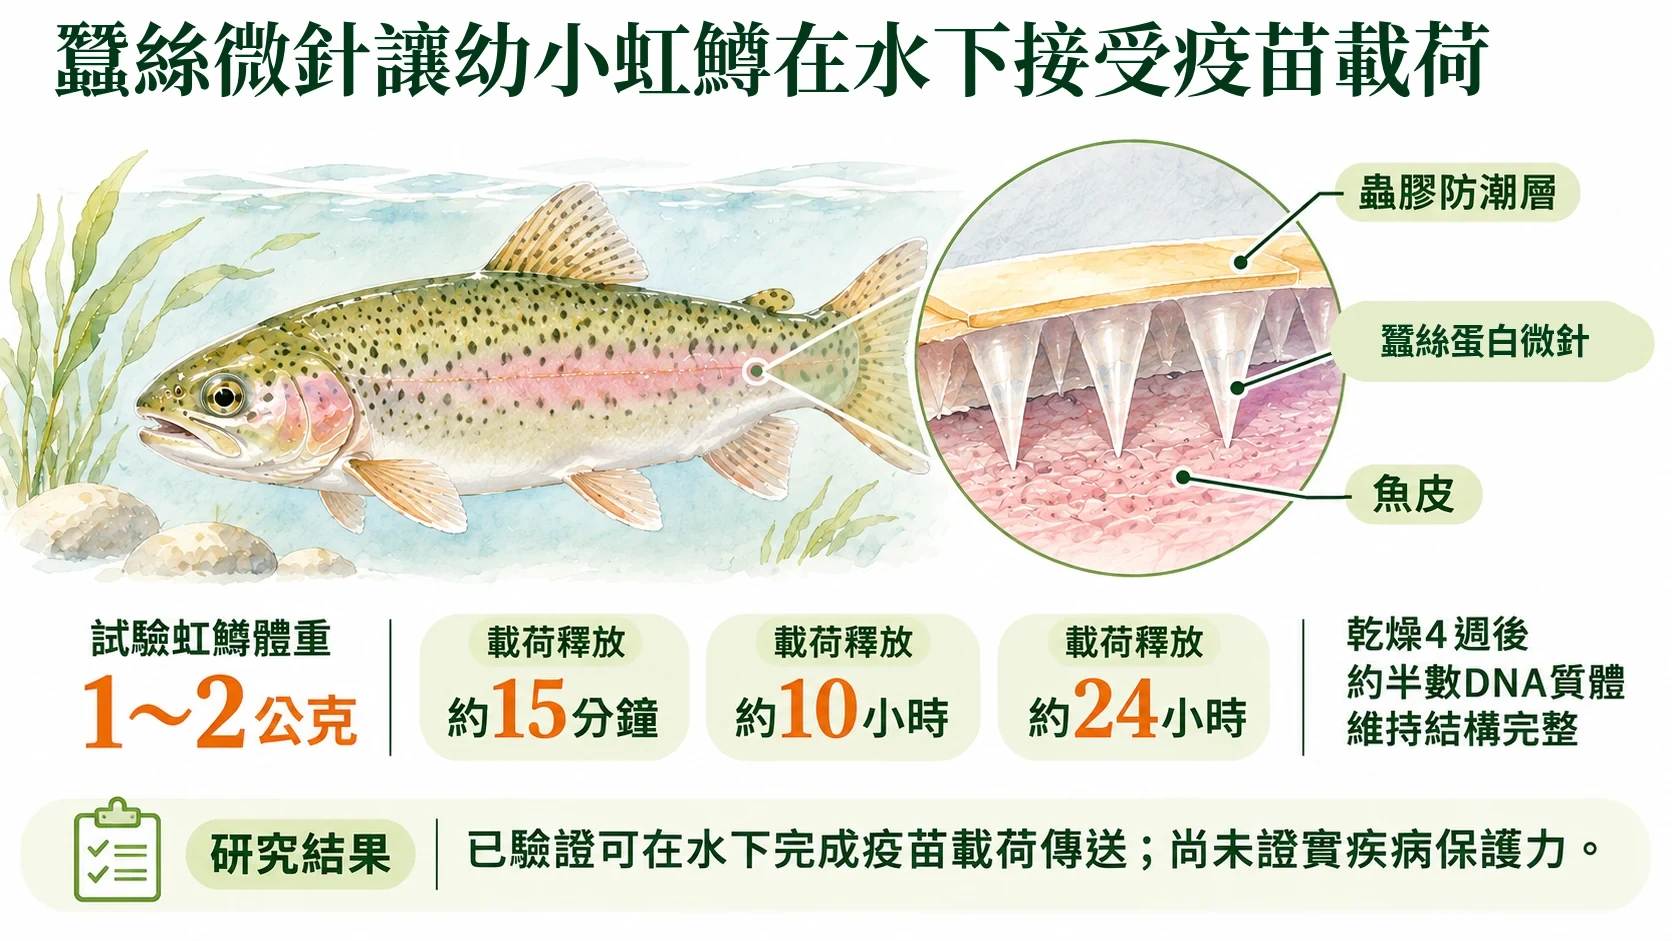 蠶絲微針讓幼小虹鱒在水下接受疫苗載荷
蟲膠防潮層
蠶絲蛋白微針
魚皮
試驗虹鱒體重
1～2公克
載荷釋放
約15分鐘
載荷釋放
約10小時
載荷釋放
約24小時
乾燥4週後
約半數DNA質體
維持結構完整
研究結果
已驗證可在水下完成疫苗載荷傳送；尚未證實疾病保護力。